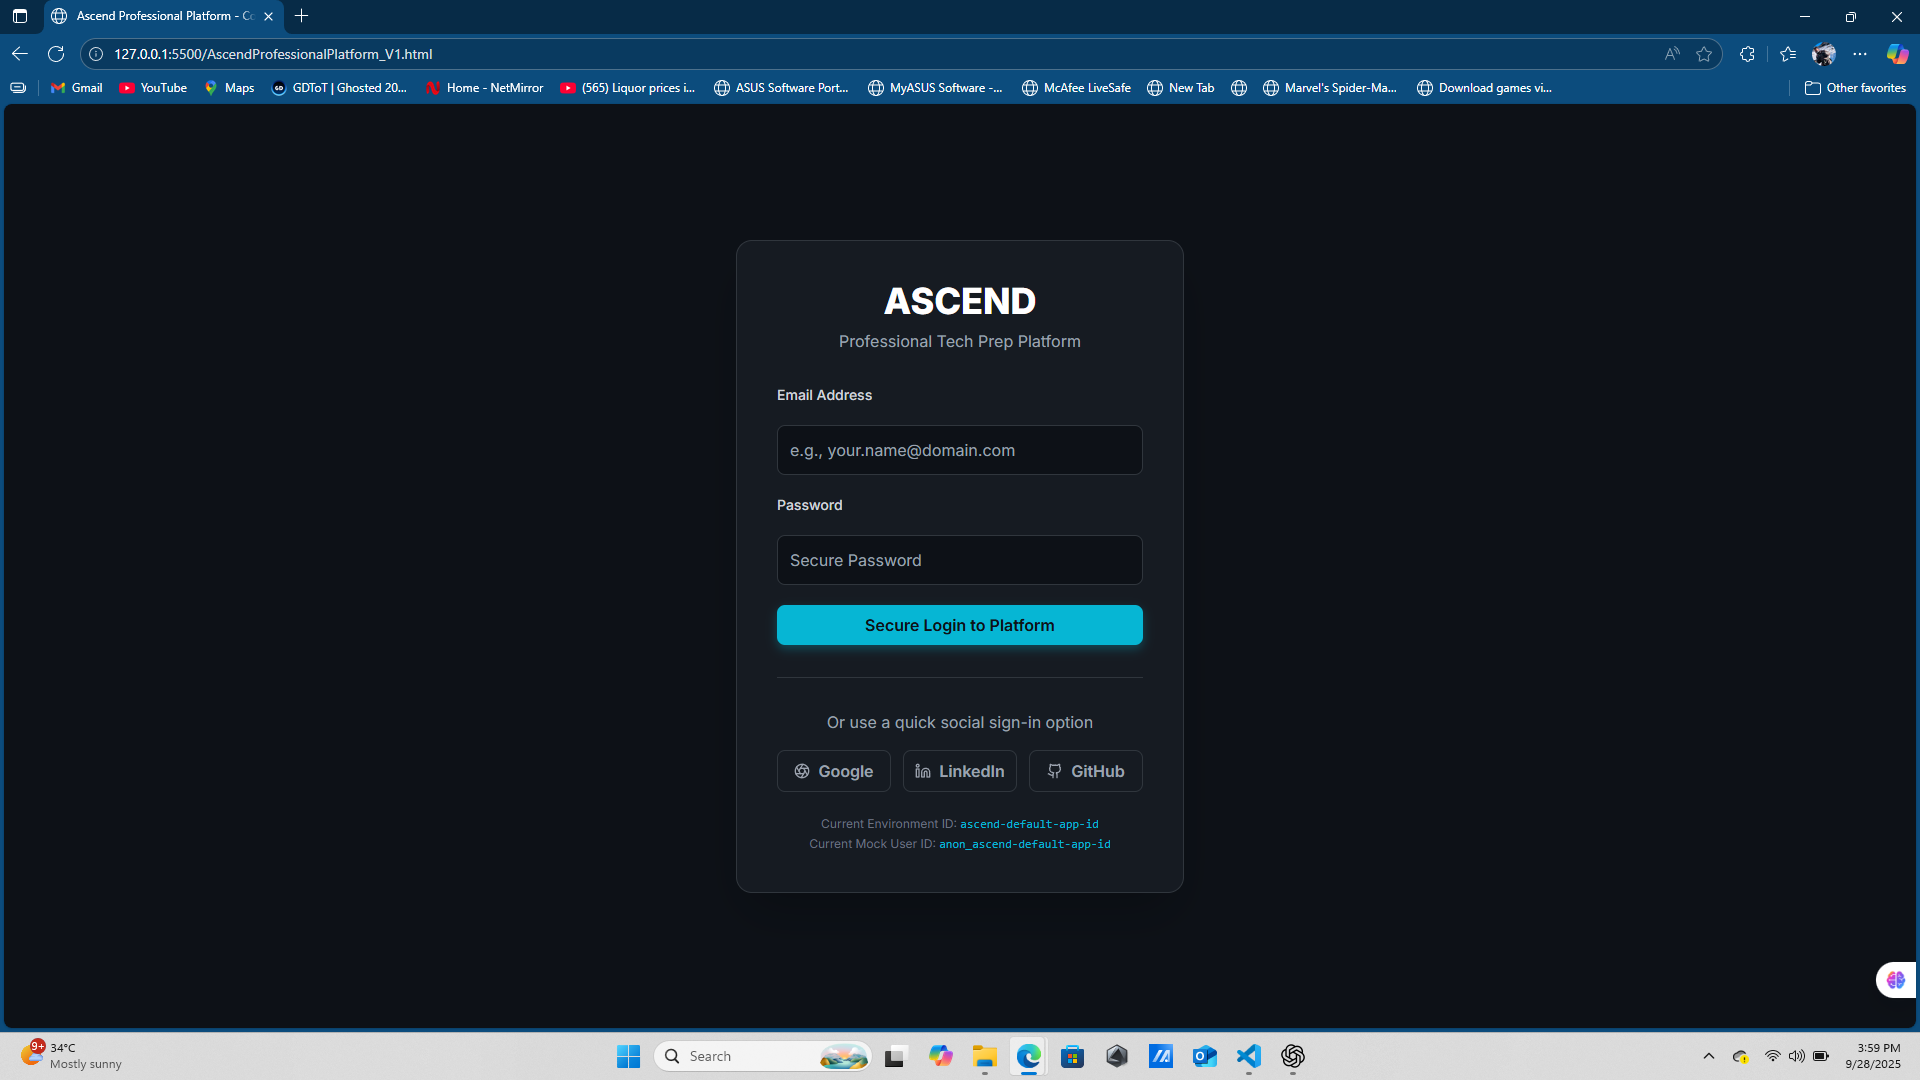 Ascend Professional Platform - Co
127.0.0.1:5500/AscendProfessionalPlatform_V1.html
Gmail
YouTube
Maps
GDToT | Ghosted 20...
Home - NetMirror
(565) Liquor prices i...
ASUS Software Port...
MyASUS Software -...
McAfee LiveSafe
New Tab
Marvel's Spider-Ma...
Download games vi...
Other favorites
ASCEND
Professional Tech Prep Platform
Email Address
e.g., your.name@domain.com
Password
Secure Password
Secure Login to Platform
Or use a quick social sign-in option
Google
LinkedIn
GitHub
Current Environment ID: ascend-default-app-id
Current Mock User ID: anon_ascend-default-app-id
9+
34°C
Mostly sunny
Search
3:59 PM
9/28/2025